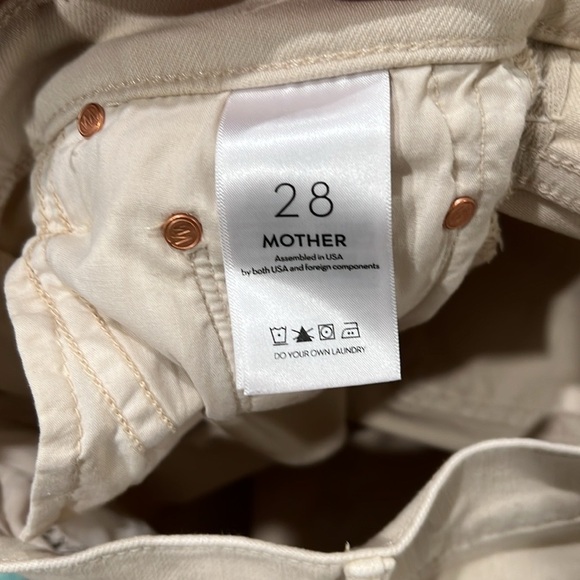 28
MOTHER
Assembled in USA
by both USA and foreign components
DO YOUR OWN LAUNDRY